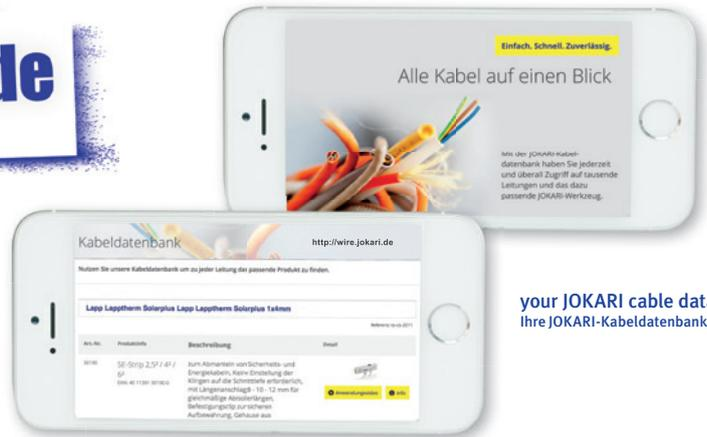 de
Einfach. Schnell. Zuverlässig.
Alle Kabel auf einen Blick
Mit der JOKARI-Kabel-
datenbank haben Sie jederzeit
und überall Zugriff auf tausende
Leitungen und das dazu
passende JOKARI-Werkzeug.
Kabeldatenbank
http://wire.jokari.de
Nutzen Sie unsere Kabeldatenbank um zu jeder Leitung das passende Produkt zu finden.
Lapp Lapptherm Solarplus Lapp Lapptherm Solarplus 1x4mm
Art.-No. Produktinfo Beschreibung Detail
30190 SE-Strip 2,5² / 4² /
6²
zum Abmanteln von Sicherheits- und
Energiekabeln, Keine Einstellung der
Klingen auf die Schnitttiefe erforderlich,
mit Längenanschlag8 - 10 - 12 mm für
gleichmäßige Absolierlängen,
Befestigungsclip zur sicheren
Aufbewahrung, Gehäuse aus
Anwendungsvideo Info
your JOKARI cable dat
Ihre JOKARI-Kabeldatenbank